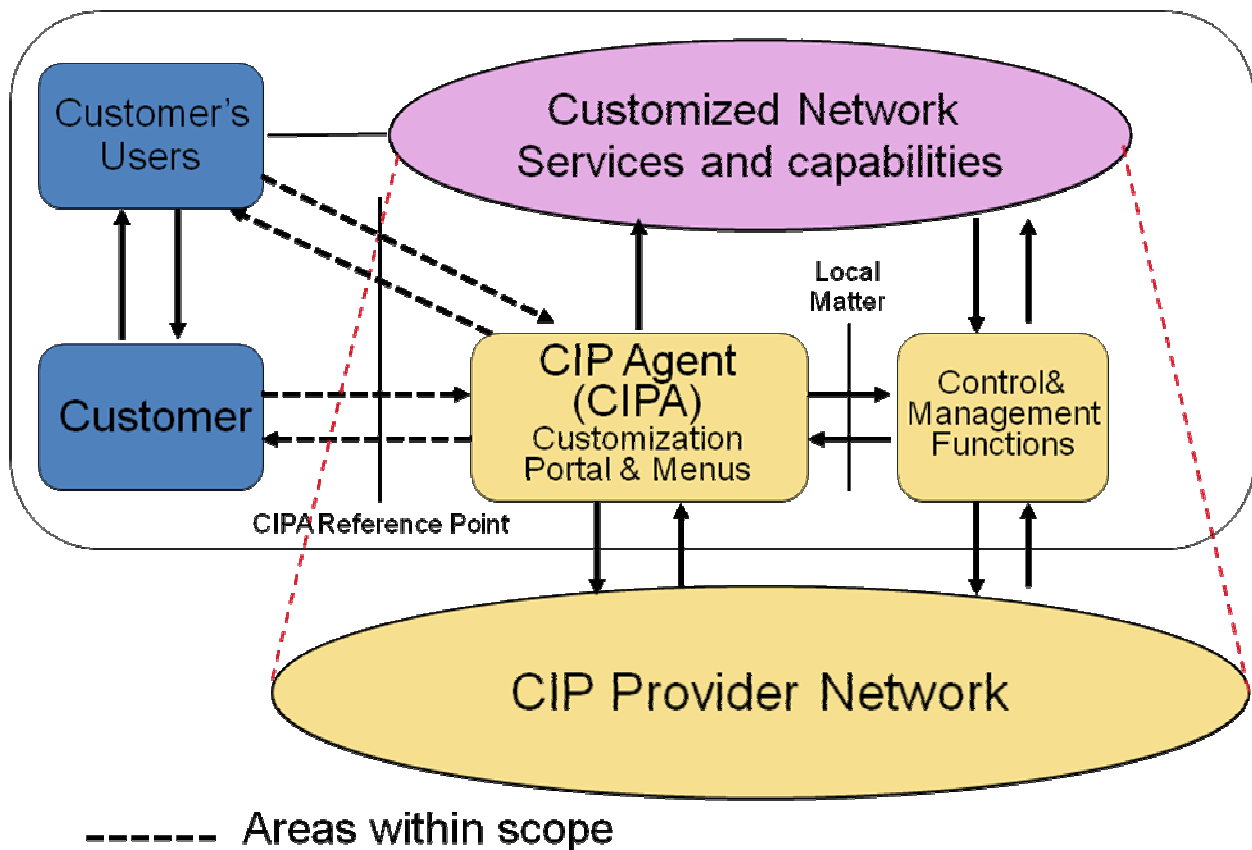 Customer's
Users
Customized Network
Services and capabilities
Local
Matter
Customer
CIP Agent
(CIPA)
Customization
Portal & Menus
Control&
Management
Functions
CIPA Reference Point
CIP Provider Network
Areas within scope